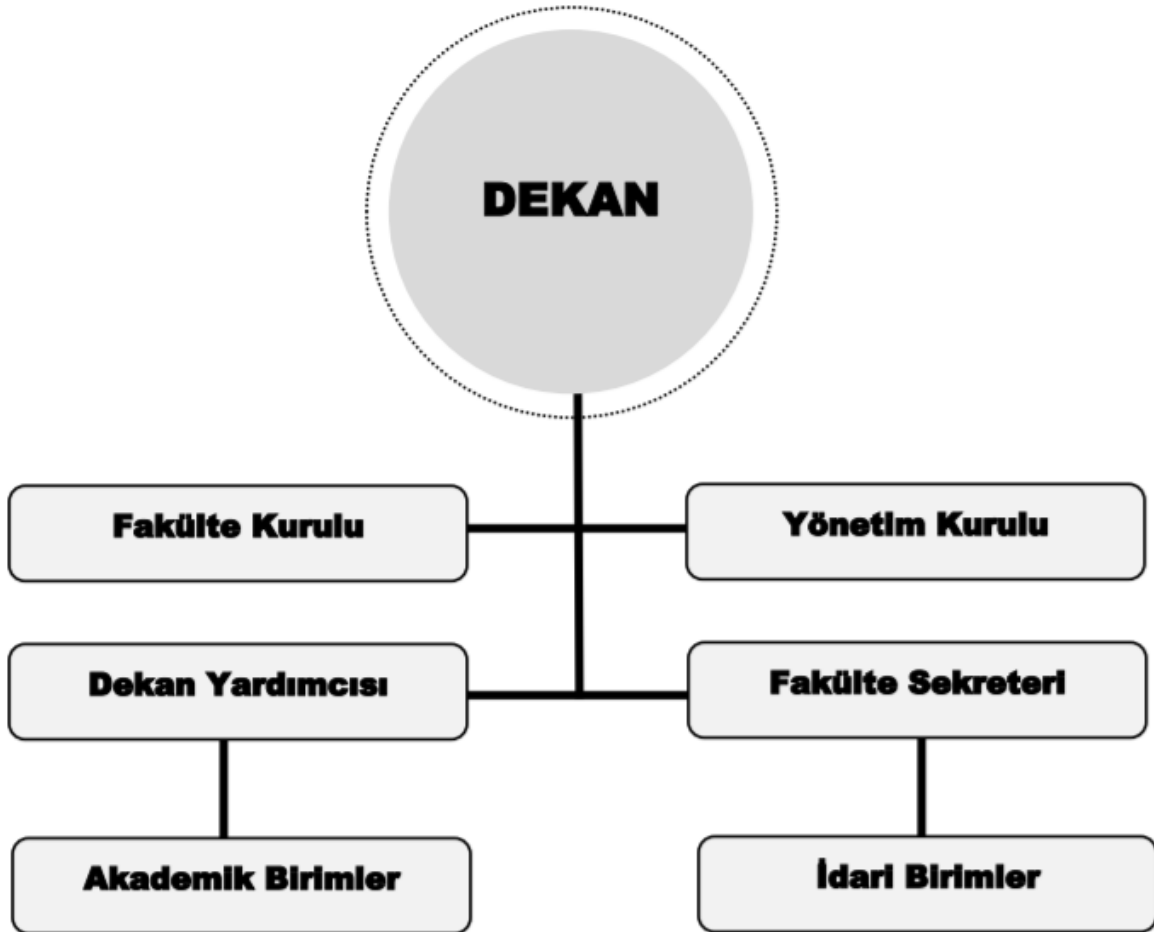 DEKAN
Fakülte Kurulu
Yönetim Kurulu
Dekan Yardımcısı
Fakülte Sekreteri
Akademik Birimler
İdari Birimler